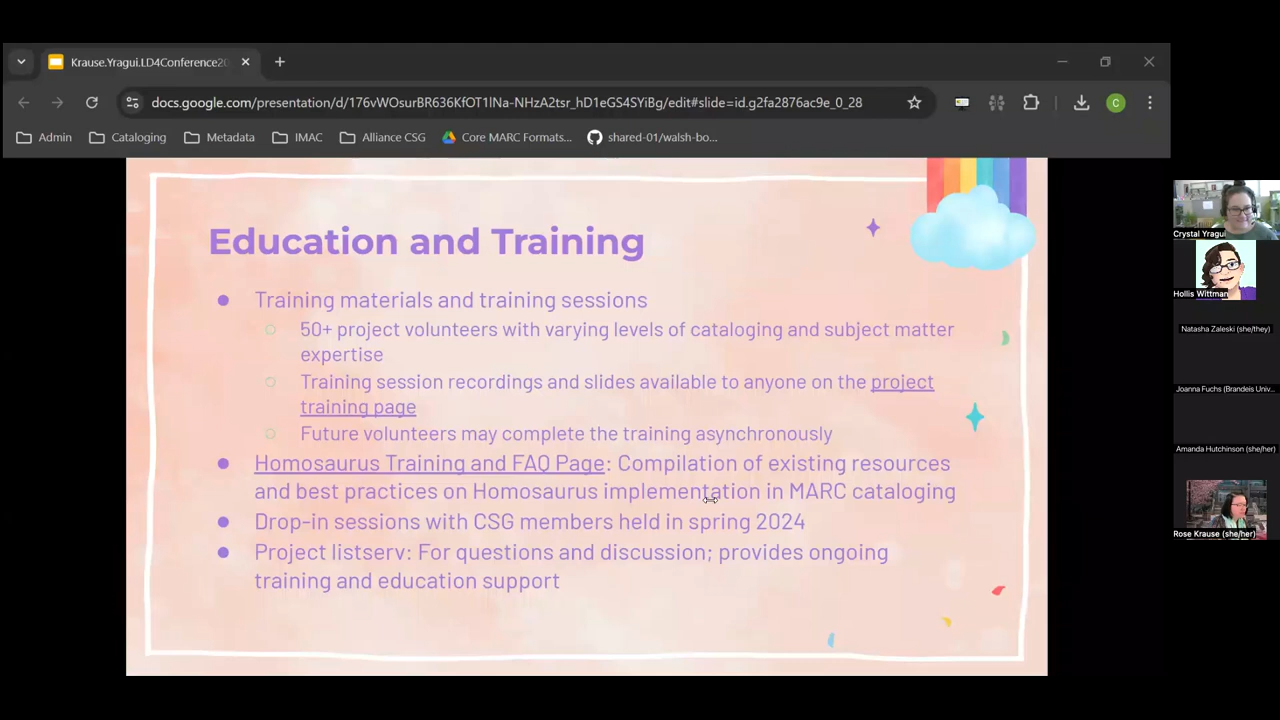 Krause.Yragui.LD4Conference20
docs.google.com/presentation/d/176vWOsurBR636KfOT1lNa-NHzA2tsr_hD1eGS4SYiBg/edit#slide=id.g2fa2876ac9e_0_28
C
Admin
Cataloging
Metadata
IMAC
Alliance CSG
Core MARC Formats...
shared-01/walsh-bo...
Education and Training
Training materials and training sessions
50+ project volunteers with varying levels of cataloging and subject matter
expertise
Training session recordings and slides available to anyone on the project
training page
Future volunteers may complete the training asynchronously
Homosaurus Training and FAQ Page: Compilation of existing resources
and best practices on Homosaurus implementation in MARC cataloging
Drop-in sessions with CSG members held in spring 2024
Project listserv: For questions and discussion; provides ongoing
training and education support
Crystal Yragui
Hollis Wittman
Natasha Zaleski (she/they)
Joanna Fuchs (Brandeis Univ...
Amanda Hutchinson (she/her)
Rose Krause (she/her)